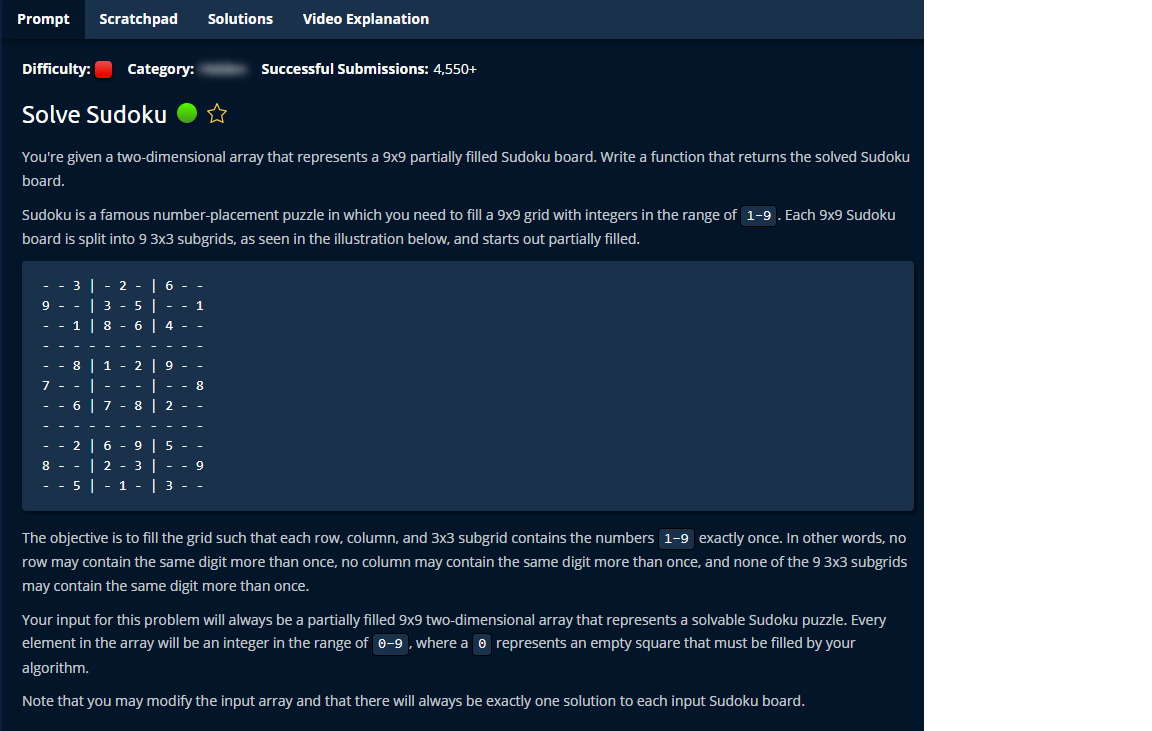 Prompt Scratchpad Solutions Video Explanation
Difficulty: Category: Successful Submissions: 4,550+
Solve Sudoku
You're given a two-dimensional array that represents a 9x9 partially filled Sudoku board. Write a function that returns the solved Sudoku
board.
Sudoku is a famous number-placement puzzle in which you need to fill a 9x9 grid with integers in the range of 1-9 . Each 9x9 Sudoku
board is split into 9 3x3 subgrids, as seen in the illustration below, and starts out partially filled.
- - 3 | - 2 - | 6 - -
9 - - | 3 - 5 | - - 1
- - 1 | 8 - 6 | 4 - -
- - - - - - - - - - -
- - 8 | 1 - 2 | 9 - -
7 - - | - - - | - - 8
- - 6 | 7 - 8 | 2 - -
- - - - - - - - - - -
- - 2 | 6 - 9 | 5 - -
8 - - | 2 - 3 | - - 9
- - 5 | - 1 - | 3 - -
The objective is to fill the grid such that each row, column, and 3x3 subgrid contains the numbers 1-9 exactly once. In other words, no
row may contain the same digit more than once, no column may contain the same digit more than once, and none of the 9 3x3 subgrids
may contain the same digit more than once.
Your input for this problem will always be a partially filled 9x9 two-dimensional array that represents a solvable Sudoku puzzle. Every
element in the array will be an integer in the range of 0-9 , where a 0 represents an empty square that must be filled by your
algorithm.
Note that you may modify the input array and that there will always be exactly one solution to each input Sudoku board.